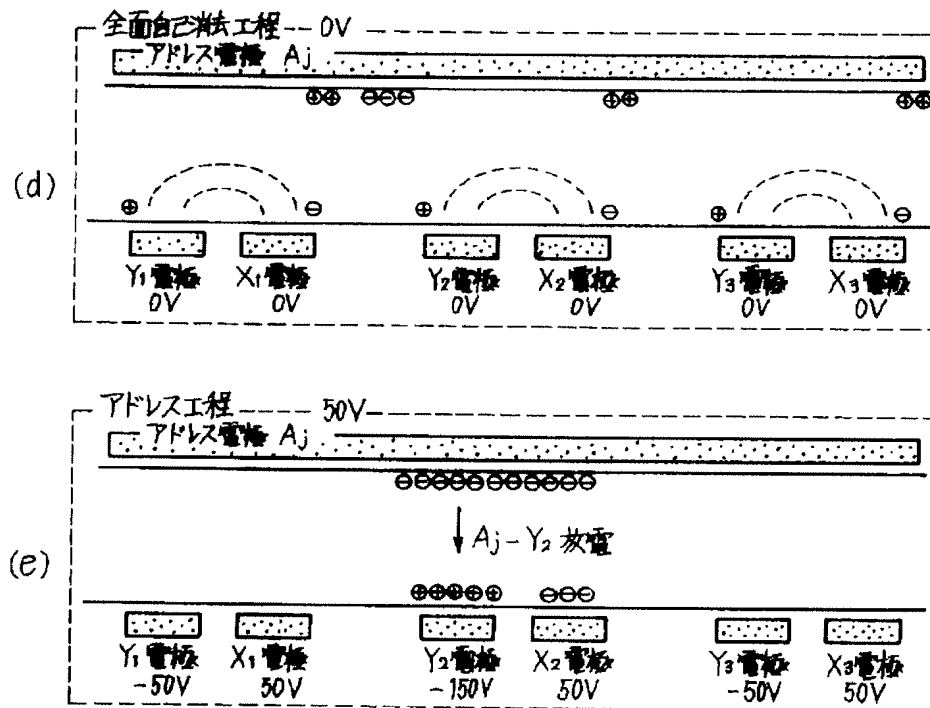 全面自己消去工程 0V
アドレス電極 Aj
⊕⊕ ⊖⊖⊖ ⊕⊕ ⊕⊕
(d)
⊕ ⊖ ⊕ ⊖ ⊕ ⊖
Y1電極 X1電極 Y2電極 X2電極 Y3電極 X3電極
0V 0V 0V 0V 0V 0V
アドレス工程 50V
アドレス電極 Aj
⊖⊖⊖⊖⊖⊖⊖⊖⊖⊖⊖
Aj-Y2 放電
(e)
⊕⊕⊕⊕⊕ ⊖⊖⊖
Y1電極 X1電極 Y2電極 X2電極 Y3電極 X3電極
-50V 50V -150V 50V -50V 50V